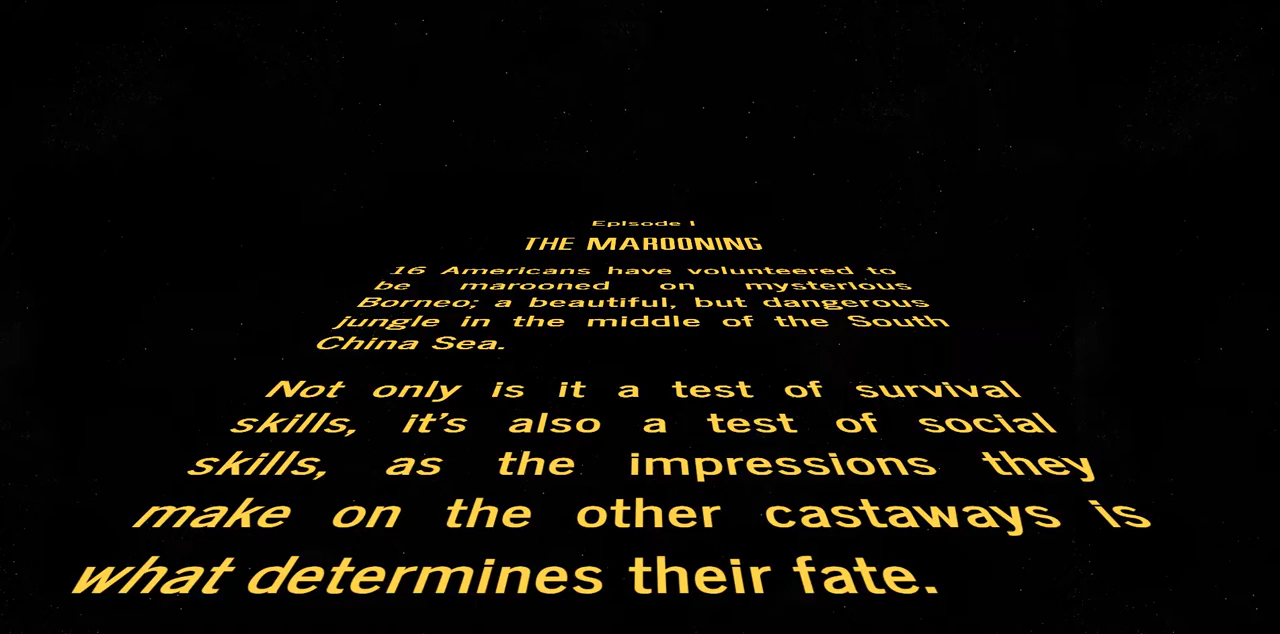 Episode I
THE MAROONING
16 Americans have volunteered to
be marooned on mysterious
Borneo; a beautiful, but dangerous
jungle in the middle of the South
China Sea.
Not only is it a test of survival
skills, it's also a test of social
skills, as the impressions they
make on the other castaways is
what determines their fate.